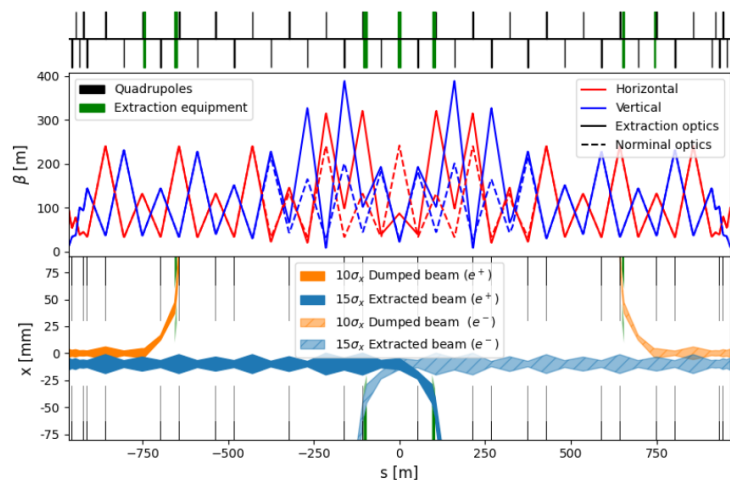 400
300
200
100
0
β [m]
Quadrupoles
Extraction equipment
Horizontal
Vertical
Extraction optics
Norminal optics
75
50
25
0
−25
−50
−75
x [mm]
10σx Dumped beam (e+)
15σx Extracted beam (e+)
10σx Dumped beam (e−)
15σx Extracted beam (e−)
−750 −500 −250 0 250 500 750
s [m]